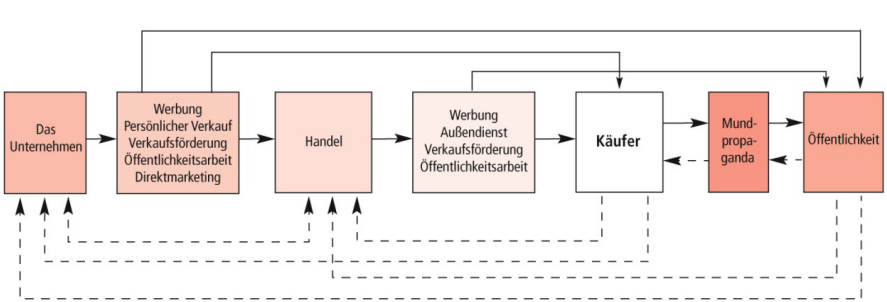 Das
Unternehmen
Werbung
Persönlicher Verkauf
Verkaufsförderung
Öffentlichkeitsarbeit
Direktmarketing
Handel
Werbung
Außendienst
Verkaufsförderung
Öffentlichkeitsarbeit
Käufer
Mund-
propa-
ganda
Öffentlichkeit